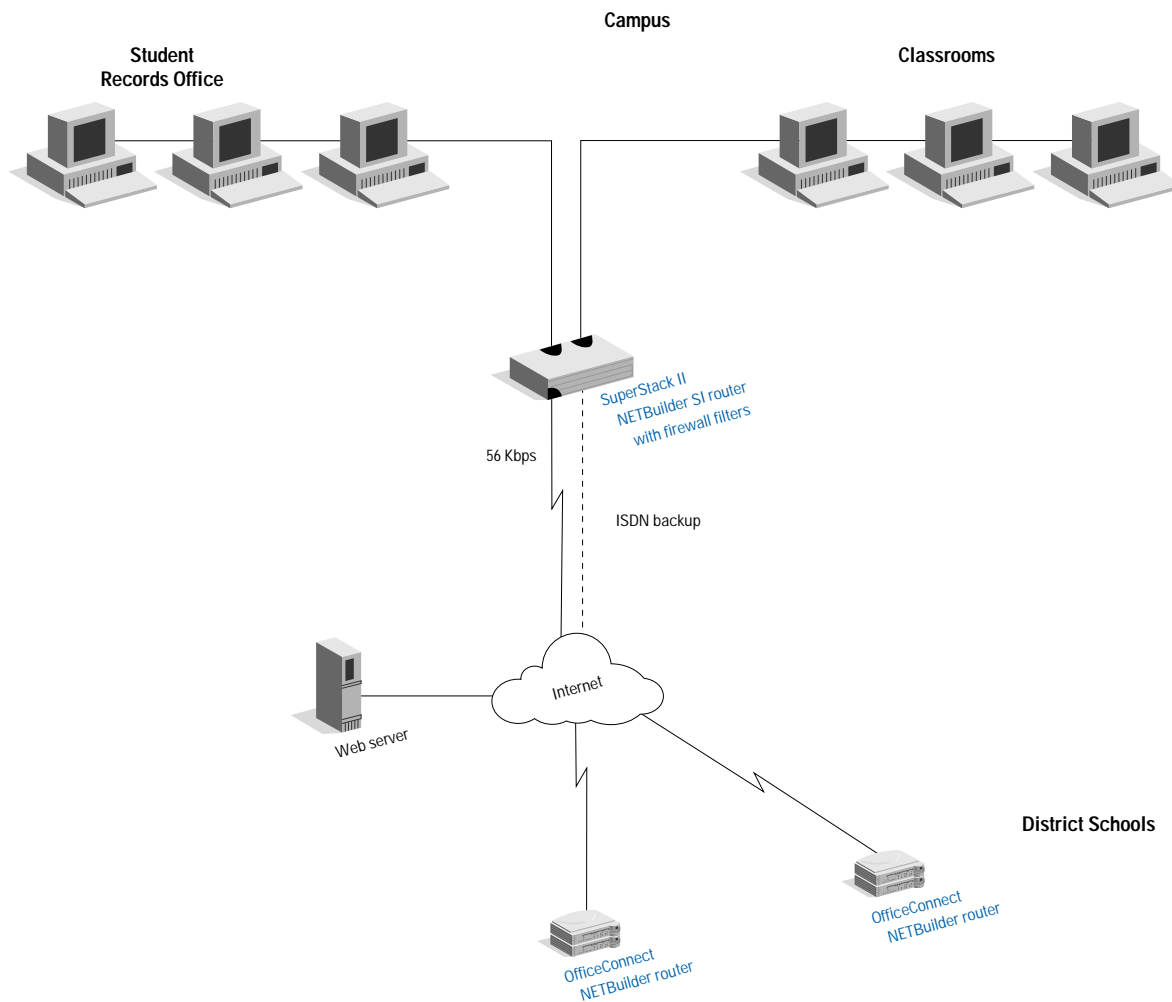 Campus
Student
Records Office
Classrooms
SuperStack II
NETBuilder SI router
with firewall filters
56 Kbps
ISDN backup
Internet
Web server
District Schools
OfficeConnect
NETBuilder router
OfficeConnect
NETBuilder router